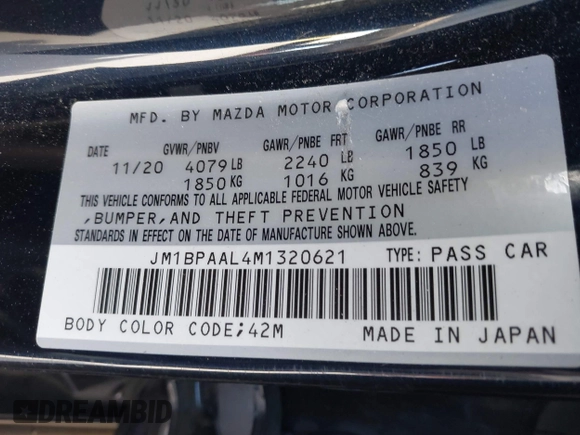 MFD. BY MAZDA MOTOR CORPORATION
DATE GVWR/PNBV GAWR/PNBE FRT GAWR/PNBE RR
11/20 4079 LB 2240 LB 1850 LB
1850 KG 1016 KG 839 KG
THIS VEHICLE CONFORMS TO ALL APPLICABLE FEDERAL MOTOR VEHICLE SAFETY
,BUMPER,AND THEFT PREVENTION
STANDARDS IN EFFECT ON THE DATE OF MANUFACTURE SHOWN ABOVE.
JM1BPAAL4M1320621 TYPE: PASS CAR
BODY COLOR CODE;42M MADE IN JAPAN
DREAMBID